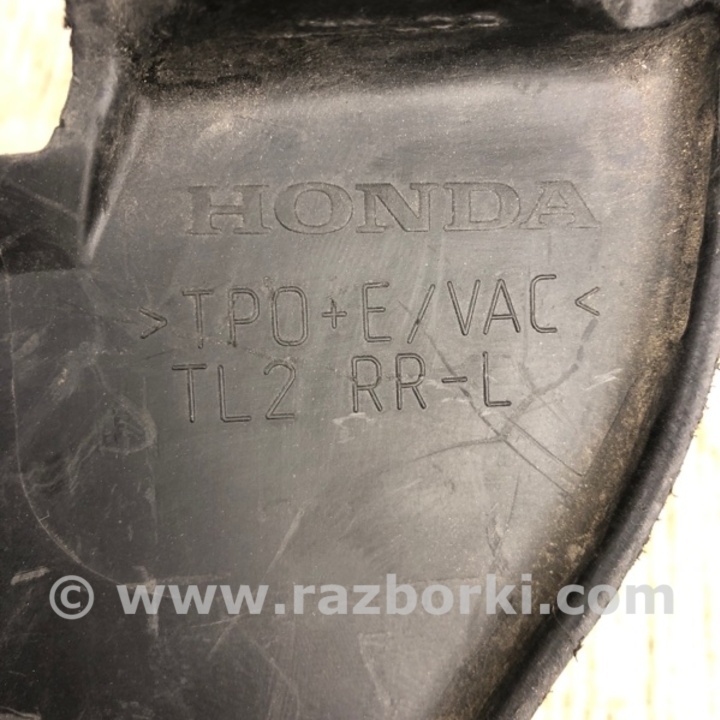 HONDA
>TPO+E/VAC<
TL2 RR-L
© www.razborki.com